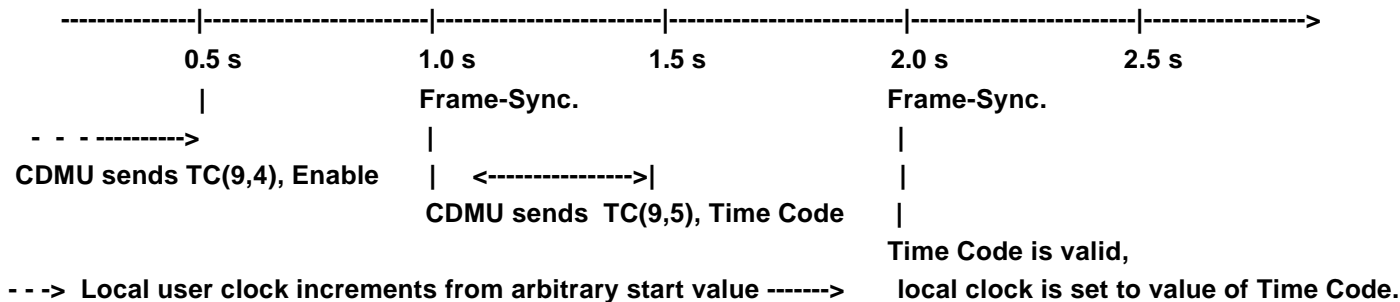 ---------------|-------------------------|-------------------------|--------------------------|-------------------------|----------------->
0.5 s 1.0 s 1.5 s 2.0 s 2.5 s
| Frame-Sync. Frame-Sync.
- - - ----------> | |
CDMU sends TC(9,4), Enable | <---------------->| |
CDMU sends TC(9,5), Time Code |
Time Code is valid,
- - -> Local user clock increments from arbitrary start value -------> local clock is set to value of Time Code.